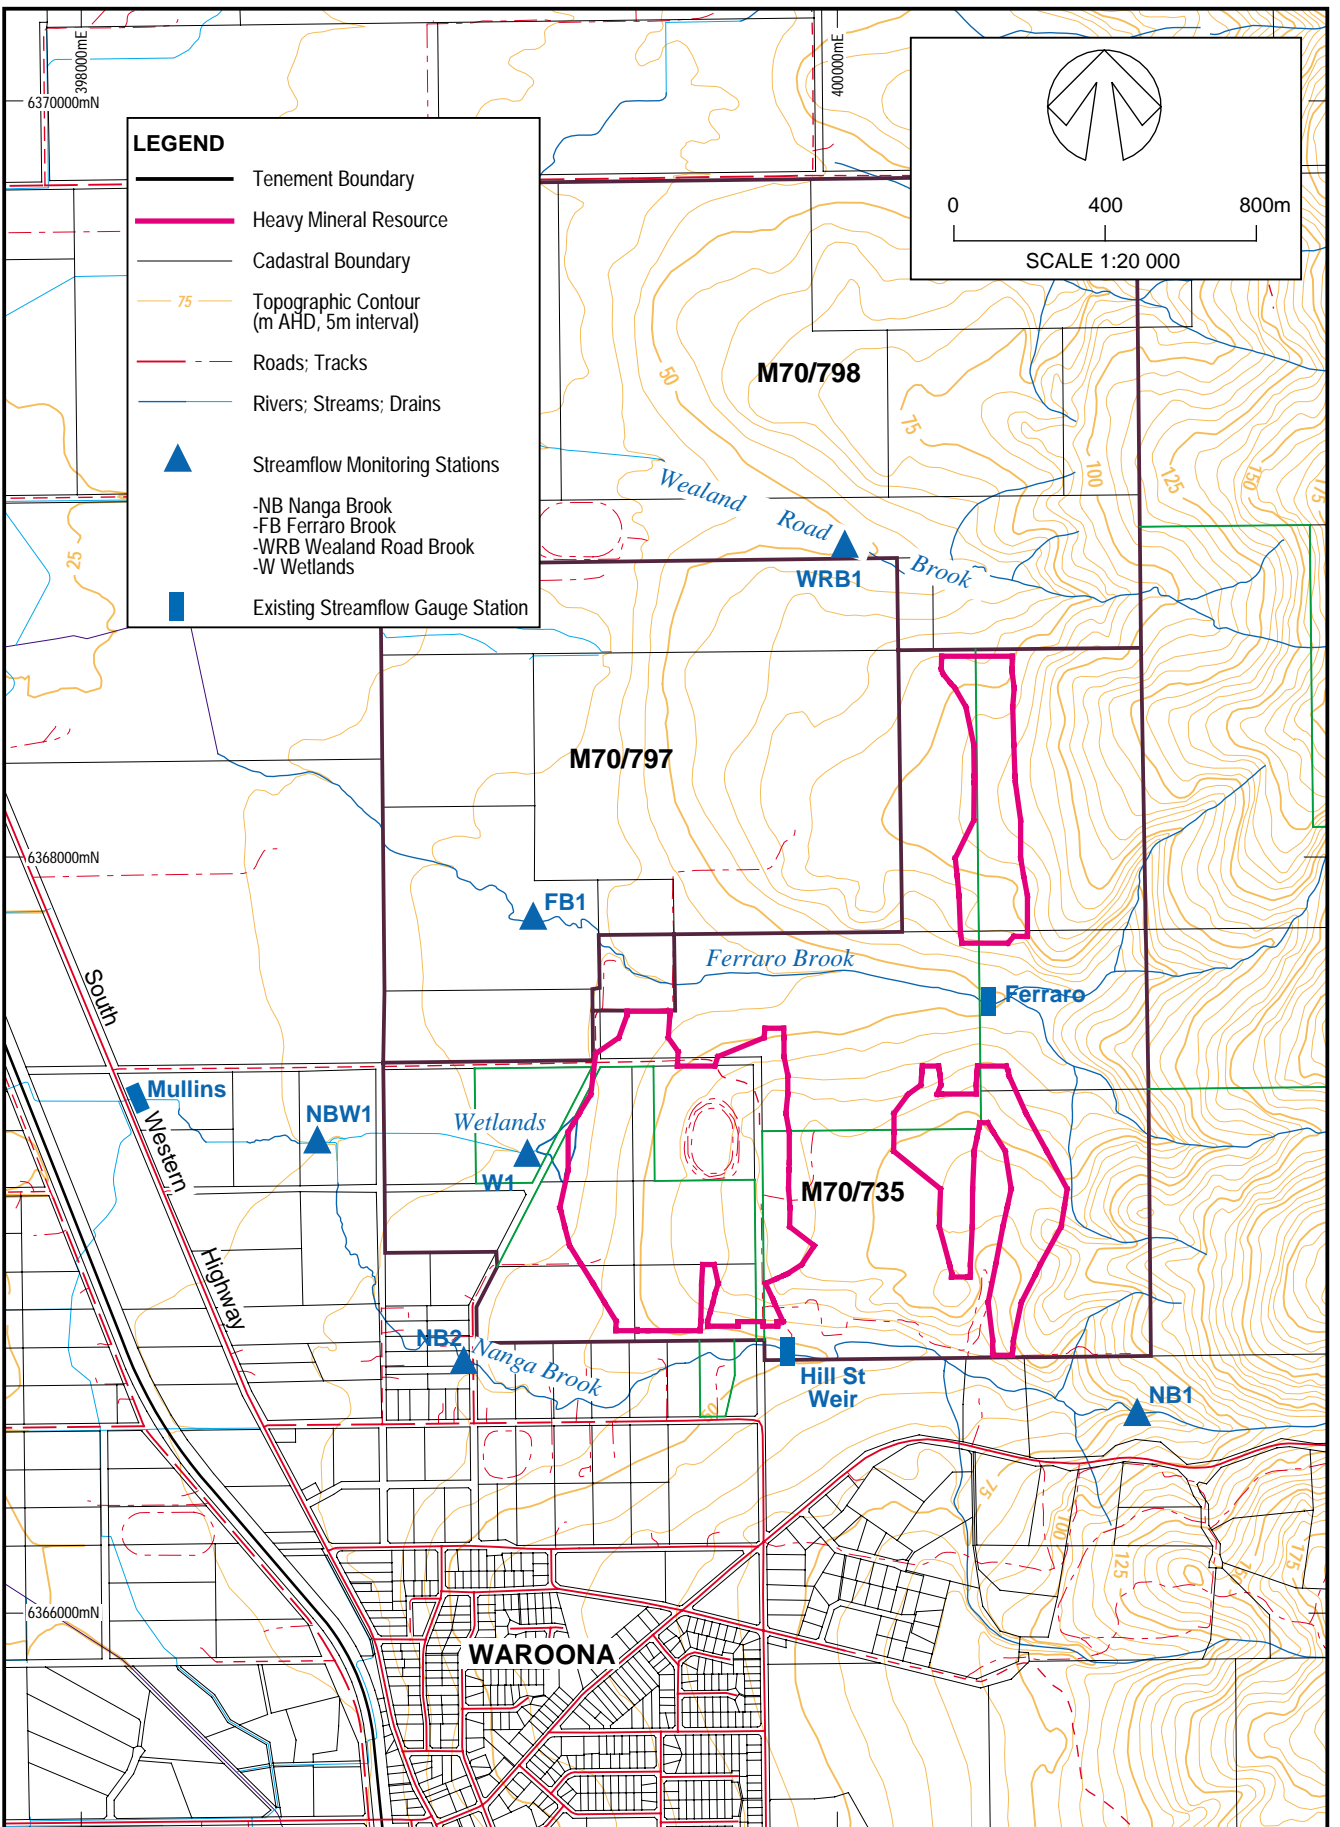 398000mE
400000mE
6370000mN
LEGEND
Tenement Boundary
Heavy Mineral Resource
Cadastral Boundary
75
Topographic Contour
(m AHD, 5m interval)
Roads; Tracks
Rivers; Streams; Drains
Streamflow Monitoring Stations
-NB Nanga Brook
-FB Ferraro Brook
-WRB Wealand Road Brook
-W Wetlands
Existing Streamflow Gauge Station
0 400 800m
SCALE 1:20 000
50
M70/798
75
100
125
150
175
Wealand Road Brook
WRB1
25
M70/797
6368000mN
FB1
Ferraro Brook
Ferraro
South Western Highway
Mullins
NBW1
Wetlands
W1
M70/735
NB2
Nanga Brook
Hill St
Weir
NB1
50
75
100
125
175
6366000mN
WAROONA